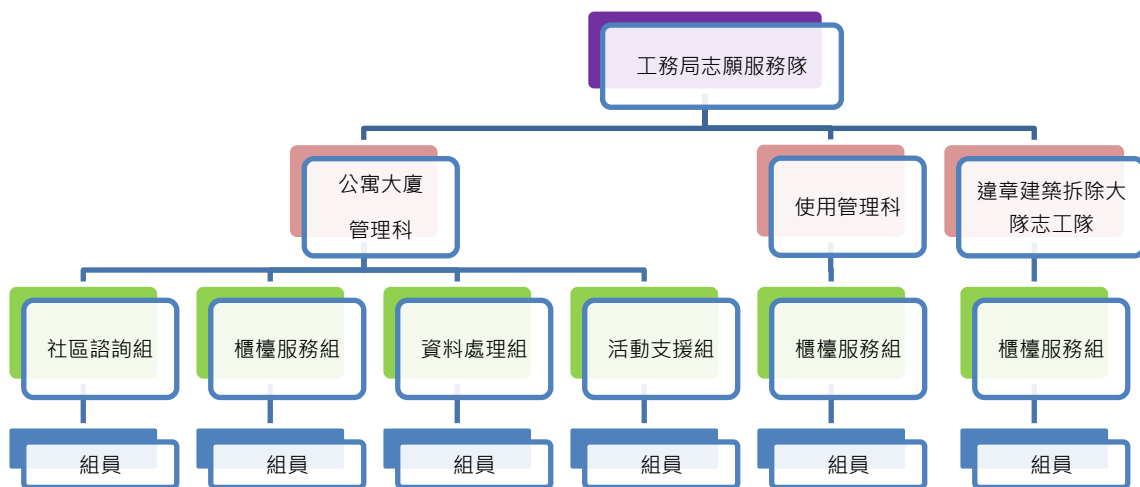 工務局志願服務隊
公寓大廈
管理科
使用管理科
違章建築拆除大
隊志工隊
社區諮詢組
櫃檯服務組
資料處理組
活動支援組
櫃檯服務組
櫃檯服務組
組員
組員
組員
組員
組員
組員